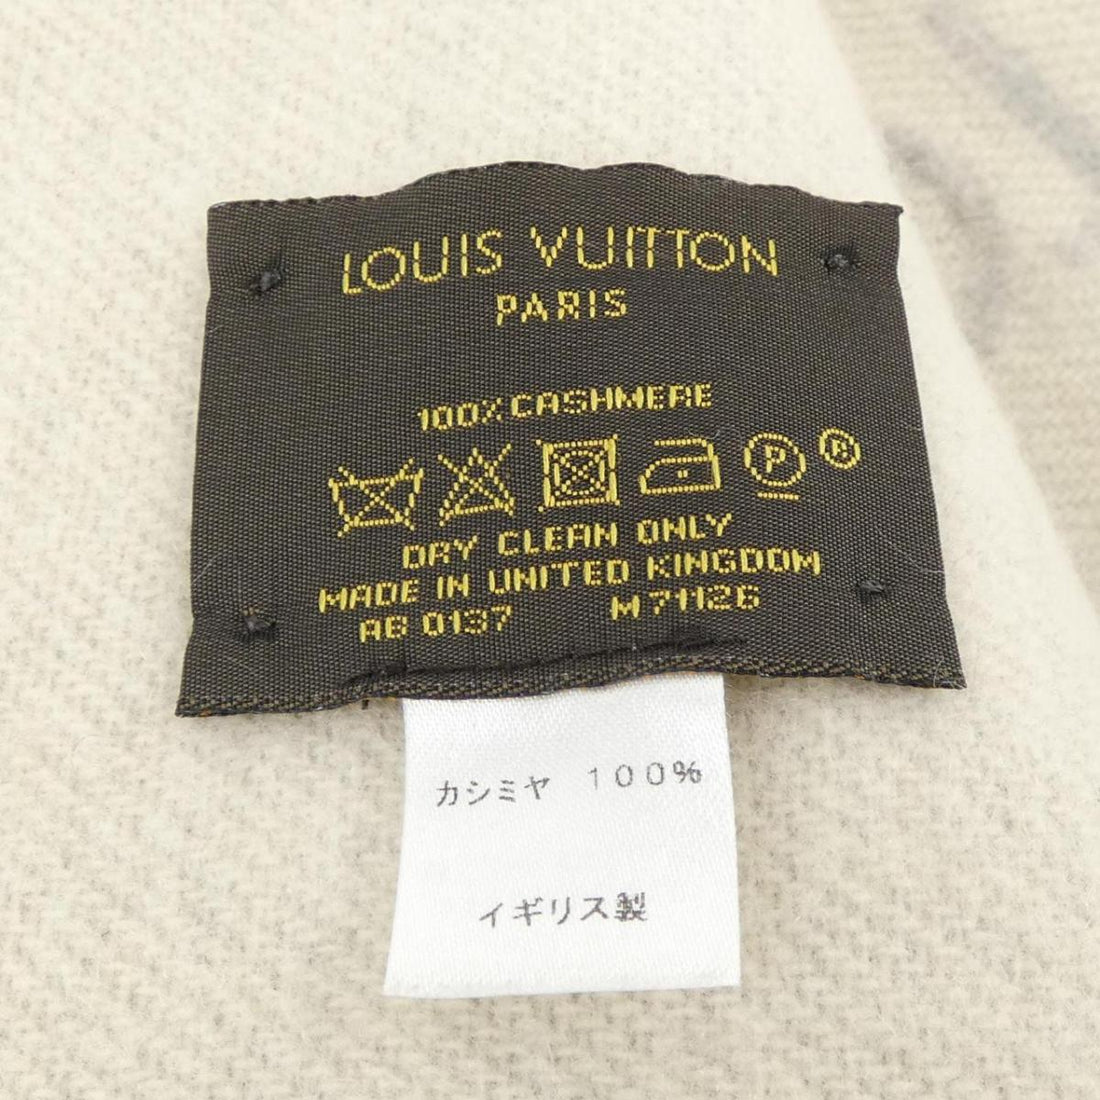 LOUIS VUITTON
PARIS
100% CASHMERE
P ®
DRY CLEAN ONLY
MADE IN UNITED KINGDOM
AB 0137 M71126
カシミヤ 100%
イギリス製